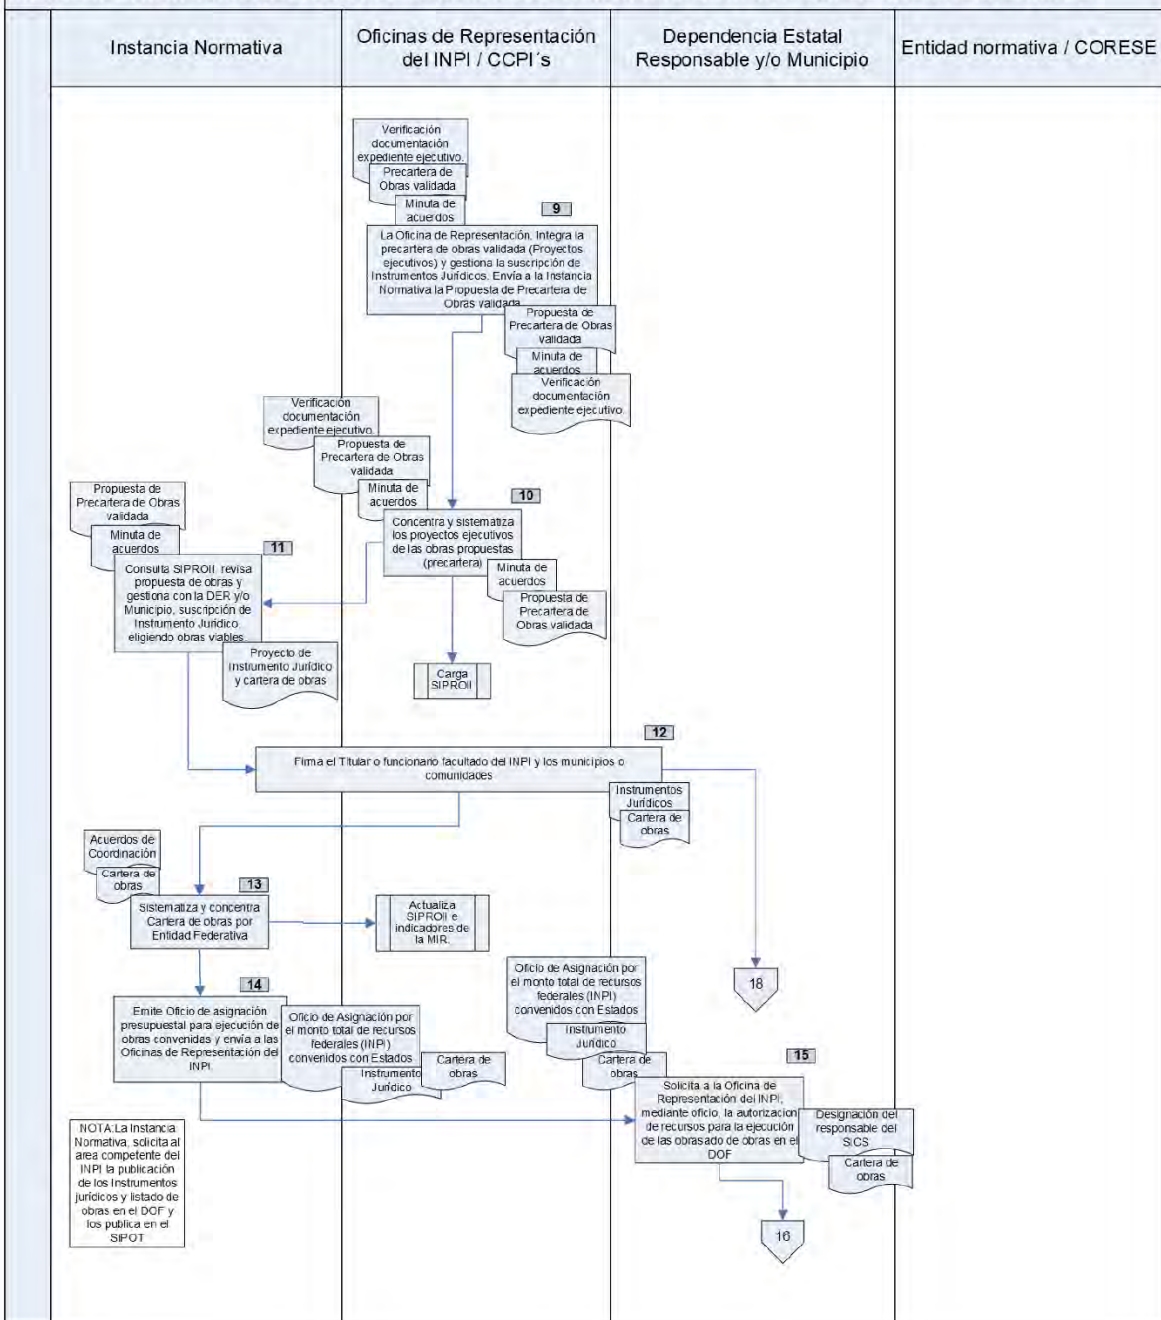 Instancia Normativa
Oficinas de Representación
del INPI / CCPI´s
Dependencia Estatal
Responsable y/o Municipio
Entidad normativa / CORESE
Verificación
documentación
expediente ejecutivo.
Precartera de
Obras validada
Minuta de
acuerdos
9
La Oficina de Representación, Integra la
precartera de obras validada (Proyectos
ejecutivos) y gestiona la suscripción de
Instrumentos Jurídicos. Envía a la Instancia
Normativa la Propuesta de Precartera de
Obras validada
Propuesta de
Precartera de Obras
validada
Minuta de
acuerdos
Verificación
documentación
expediente ejecutivo.
Verificación
documentación
expediente ejecutivo.
Propuesta de
Precartera de Obras
validada
Minuta de
acuerdos
10
Concentra y sistematiza
los proyectos ejecutivos
de las obras propuestas
(precartera)
Minuta de
acuerdos
Propuesta de
Precartera de
Obras validada
Carga
SIPROII
Propuesta de
Precartera de Obras
validada
Minuta de
acuerdos
11
Consulta SIPROII, revisa
propuesta de obras y
gestiona con la DER y/o
Municipio, suscripción de
Instrumento Jurídico
eligiendo obras viables
Proyecto de
Instrumento Jurídico
y cartera de obras
12
Firma el Titular o funcionario facultado del INPI y los municipios o
comunidades
Instrumentos
Jurídicos
Cartera de
obras
Acuerdos de
Coordinación
Cartera de
obras
13
Sistematiza y concentra
Cartera de obras por
Entidad Federativa
Actualiza
SIPROII e
indicadores de
la MIR.
18
14
Emite Oficio de asignación
presupuestal para ejecución de
obras convenidas y envía a las
Oficinas de Representación del
INPI
Oficio de Asignación por
el monto total de recursos
federales (INPI)
convenidos con Estados
Instrumento
Jurídico
Cartera de
obras
Oficio de Asignación por
el monto total de recursos
federales (INPI)
convenidos con Estados
Instrumento
Jurídico
Cartera de
obras
15
Solicita a la Oficina de
Representación del INPI,
mediante oficio, la autorizacion
de recursos para la ejecución
de las obrasado de obras en el
DOF
Designación del
responsable del
SICS
Cartera de
obras
16
NOTA:La Instancia
Normativa, solicita al
area competente del
INPI la publicación
de los Instrumentos
jurídicos y listado de
obras en el DOF y
los publica en el
SIPOT